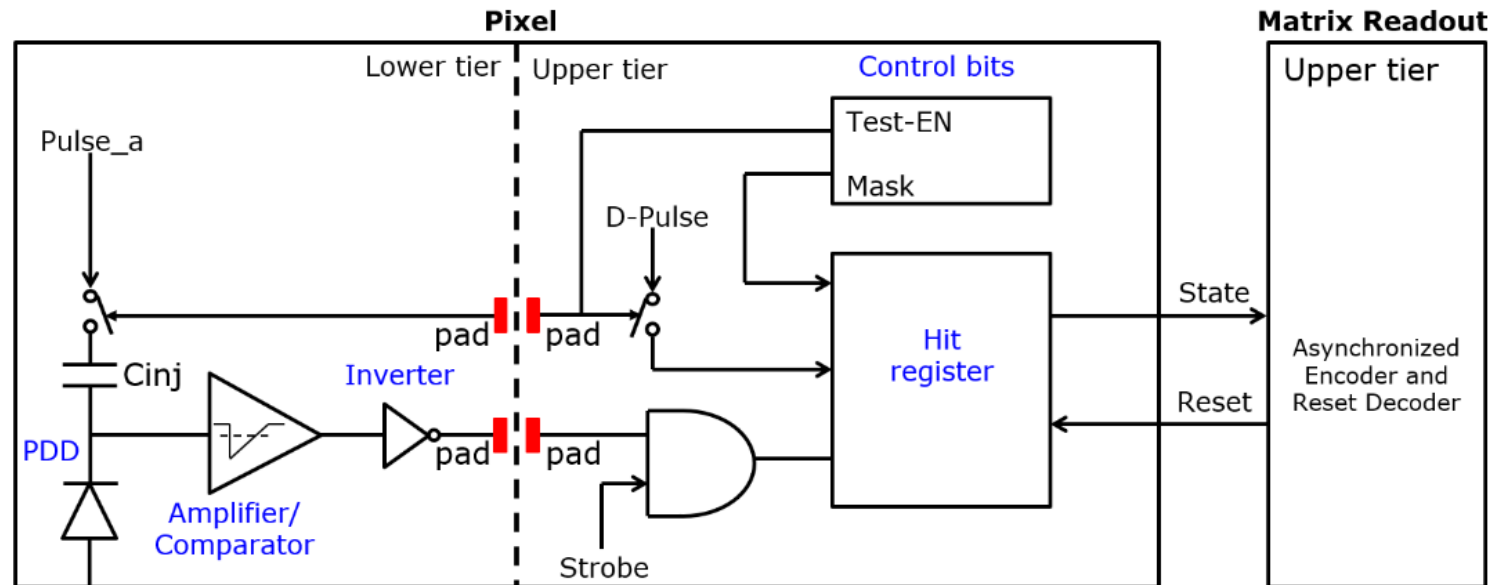 Pixel
Matrix Readout
Lower tier
Upper tier
Control bits
Upper tier
Test-EN
Pulse_a
Mask
D-Pulse
State
pad
pad
Hit
register
Asynchronized
Encoder and
Reset Decoder
Cinj
Inverter
Reset
PDD
pad
pad
Amplifier/
Comparator
Strobe